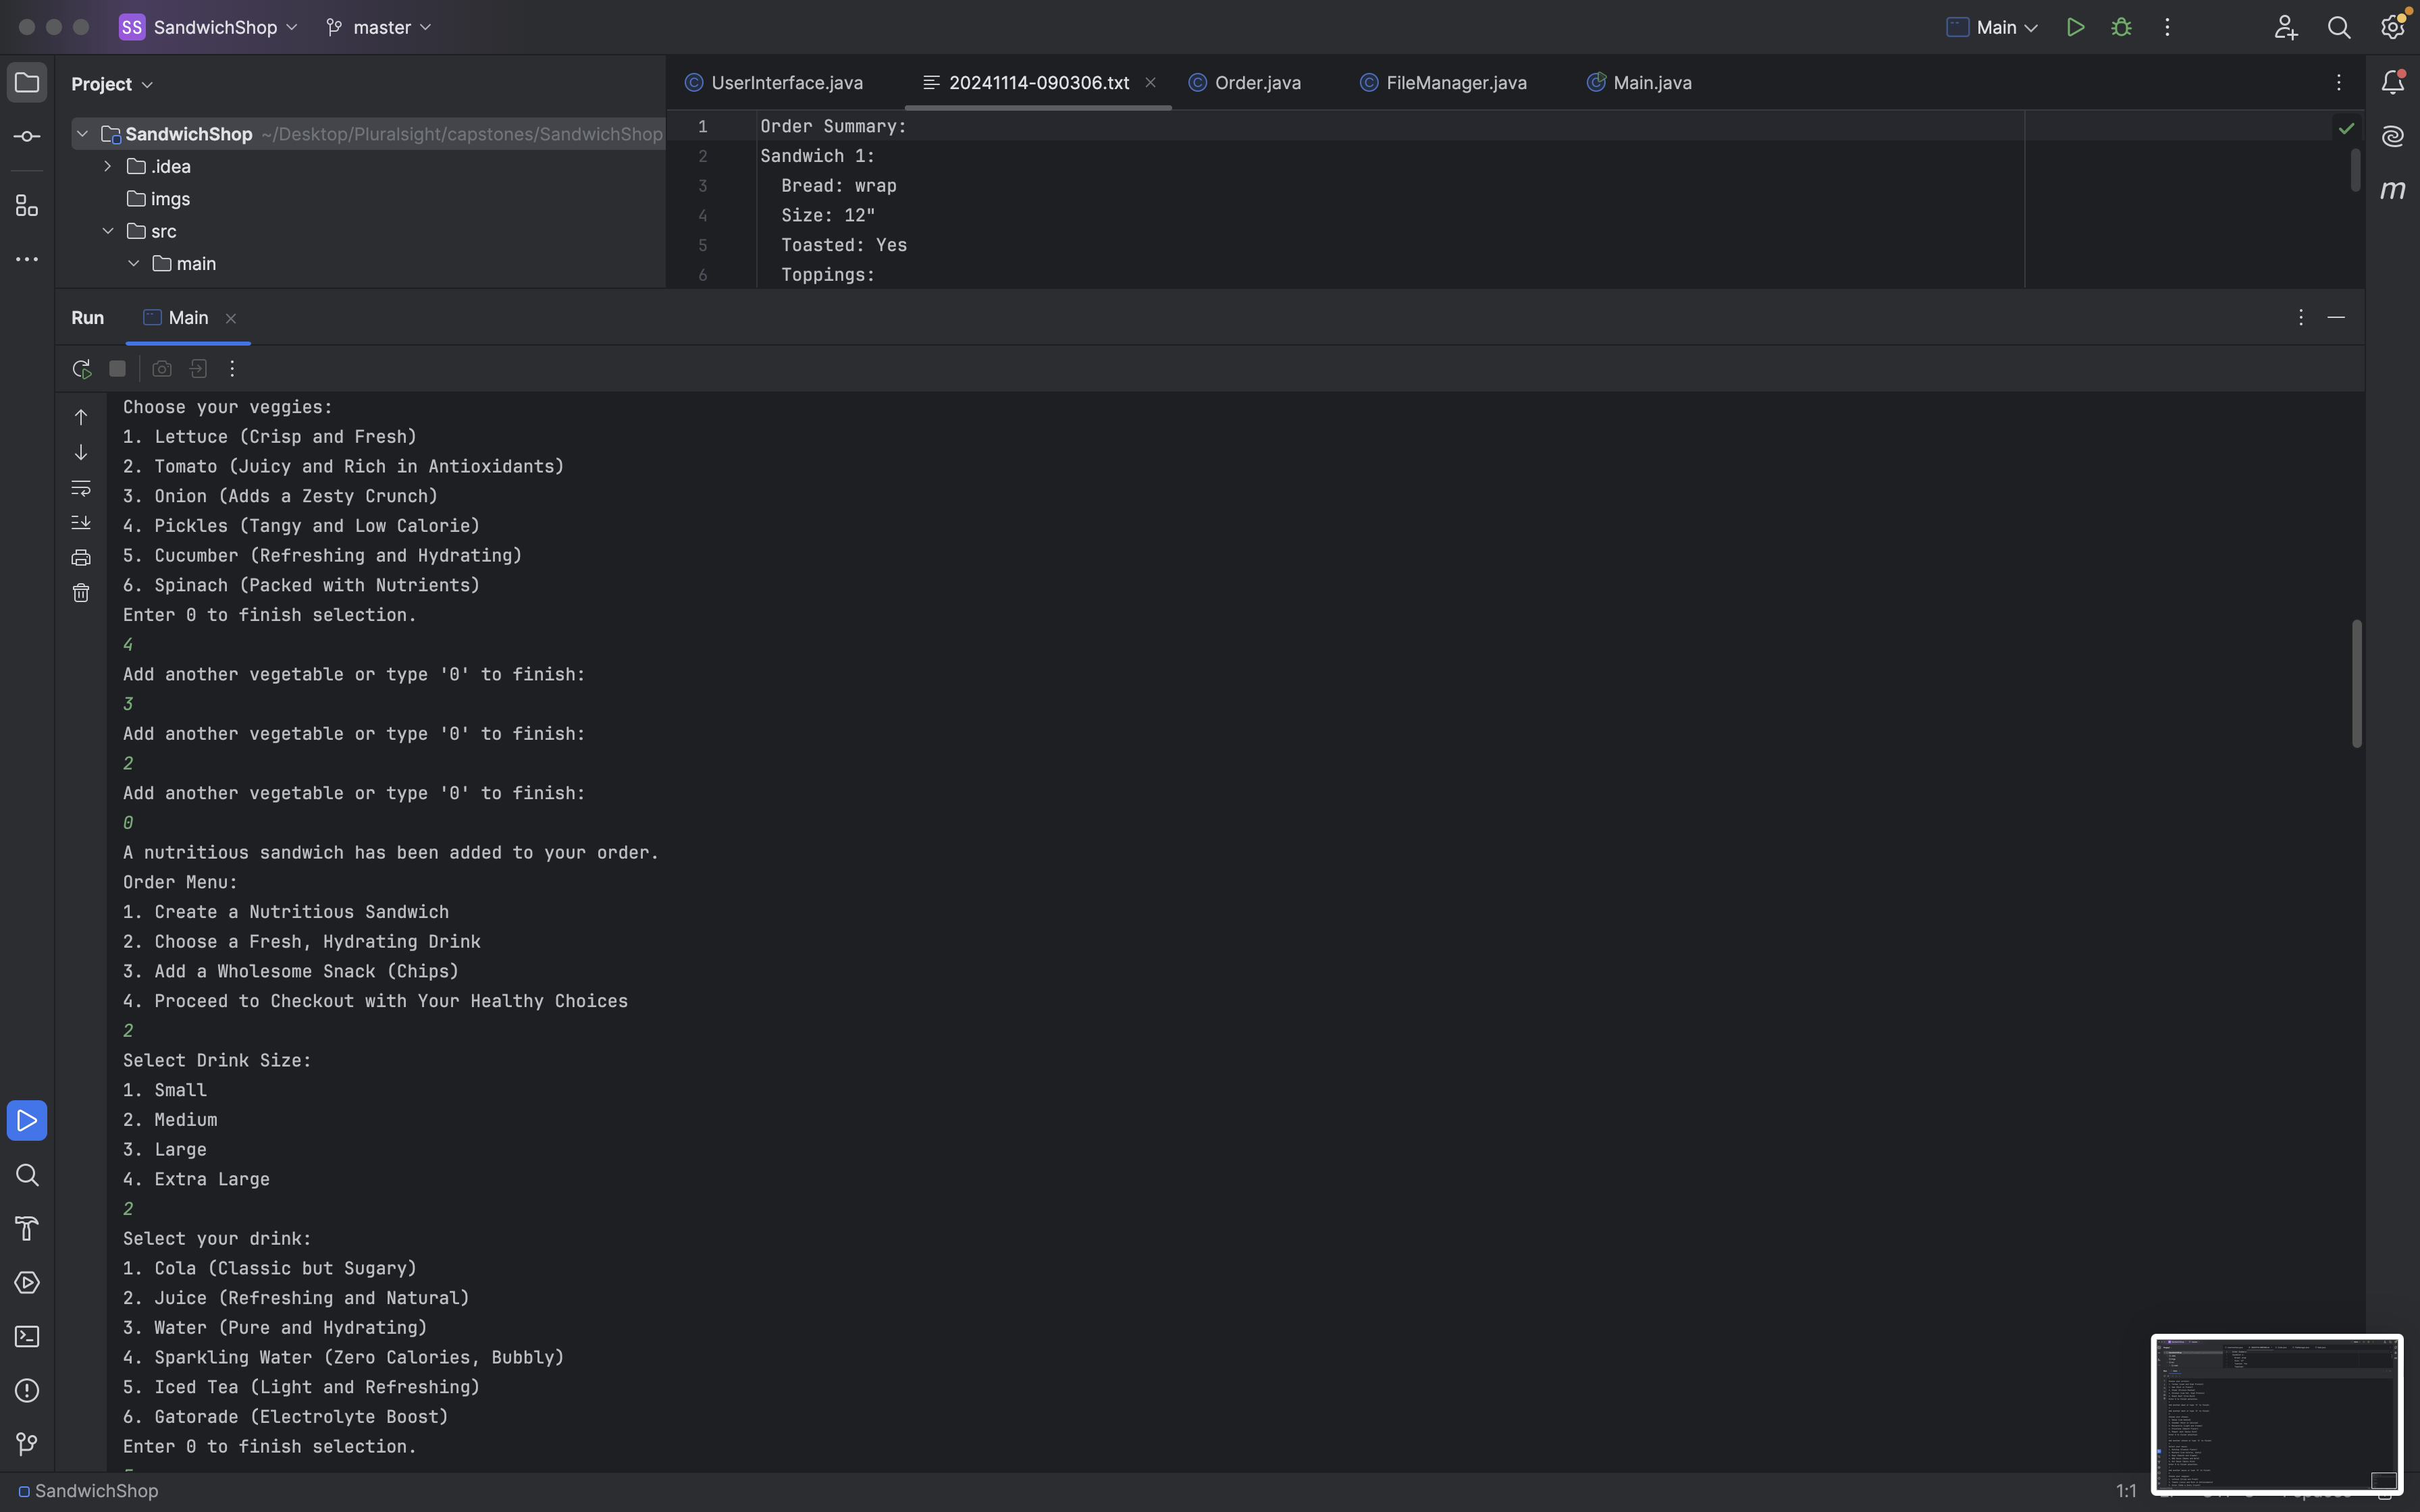 SS SandwichShop master Main
Project
UserInterface.java 20241114-090306.txt Order.java FileManager.java Main.java
SandwichShop ~/Desktop/Pluralsight/capstones/SandwichShop
.idea
imgs
src
main
1 Order Summary:
2 Sandwich 1:
3 Bread: wrap
4 Size: 12"
5 Toasted: Yes
6 Toppings:
m
Run Main
Choose your veggies:
1. Lettuce (Crisp and Fresh)
2. Tomato (Juicy and Rich in Antioxidants)
3. Onion (Adds a Zesty Crunch)
4. Pickles (Tangy and Low Calorie)
5. Cucumber (Refreshing and Hydrating)
6. Spinach (Packed with Nutrients)
Enter 0 to finish selection.
4
Add another vegetable or type '0' to finish:
3
Add another vegetable or type '0' to finish:
2
Add another vegetable or type '0' to finish:
0
A nutritious sandwich has been added to your order.
Order Menu:
1. Create a Nutritious Sandwich
2. Choose a Fresh, Hydrating Drink
3. Add a Wholesome Snack (Chips)
4. Proceed to Checkout with Your Healthy Choices
2
Select Drink Size:
1. Small
2. Medium
3. Large
4. Extra Large
2
Select your drink:
1. Cola (Classic but Sugary)
2. Juice (Refreshing and Natural)
3. Water (Pure and Hydrating)
4. Sparkling Water (Zero Calories, Bubbly)
5. Iced Tea (Light and Refreshing)
6. Gatorade (Electrolyte Boost)
Enter 0 to finish selection.
SandwichShop 1:1